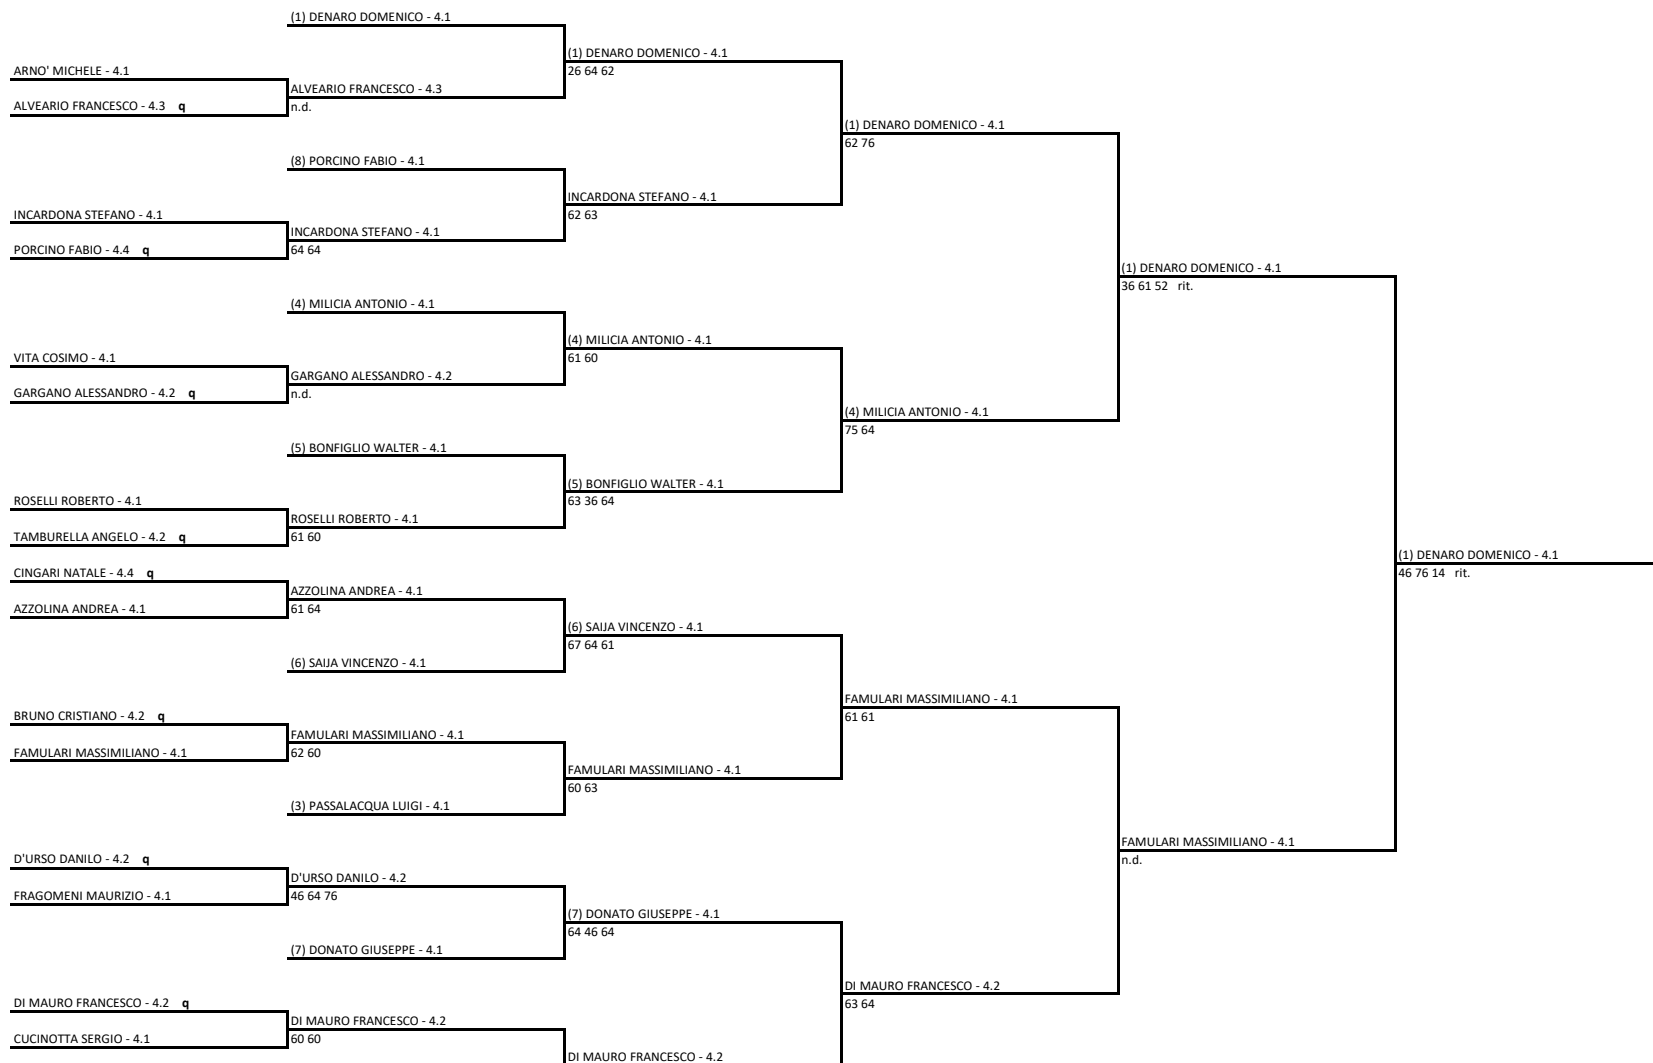 (1) DENARO DOMENICO - 4.1
(1) DENARO DOMENICO - 4.1
ARNO' MICHELE - 4.1
26 64 62
ALVEARIO FRANCESCO - 4.3
ALVEARIO FRANCESCO - 4.3 q
n.d.
(1) DENARO DOMENICO - 4.1
62 76
(8) PORCINO FABIO - 4.1
INCARDONA STEFANO - 4.1
INCARDONA STEFANO - 4.1
62 63
INCARDONA STEFANO - 4.1
PORCINO FABIO - 4.4 q
64 64
(1) DENARO DOMENICO - 4.1
36 61 52 rit.
(4) MILICIA ANTONIO - 4.1
(4) MILICIA ANTONIO - 4.1
VITA COSIMO - 4.1
61 60
GARGANO ALESSANDRO - 4.2
GARGANO ALESSANDRO - 4.2 q
n.d.
(4) MILICIA ANTONIO - 4.1
75 64
(5) BONFIGLIO WALTER - 4.1
(5) BONFIGLIO WALTER - 4.1
ROSELLI ROBERTO - 4.1
63 36 64
ROSELLI ROBERTO - 4.1
TAMBURELLA ANGELO - 4.2 q
61 60
(1) DENARO DOMENICO - 4.1
CINGARI NATALE - 4.4 q
46 76 14 rit.
AZZOLINA ANDREA - 4.1
AZZOLINA ANDREA - 4.1
61 64
(6) SAIJA VINCENZO - 4.1
67 64 61
(6) SAIJA VINCENZO - 4.1
FAMULARI MASSIMILIANO - 4.1
BRUNO CRISTIANO - 4.2 q
61 61
FAMULARI MASSIMILIANO - 4.1
FAMULARI MASSIMILIANO - 4.1
62 60
FAMULARI MASSIMILIANO - 4.1
60 63
(3) PASSALACQUA LUIGI - 4.1
FAMULARI MASSIMILIANO - 4.1
D'URSO DANILO - 4.2 q
n.d.
D'URSO DANILO - 4.2
FRAGOMENI MAURIZIO - 4.1
46 64 76
(7) DONATO GIUSEPPE - 4.1
64 46 64
(7) DONATO GIUSEPPE - 4.1
DI MAURO FRANCESCO - 4.2
DI MAURO FRANCESCO - 4.2 q
63 64
DI MAURO FRANCESCO - 4.2
CUCINOTTA SERGIO - 4.1
60 60
DI MAURO FRANCESCO - 4.2